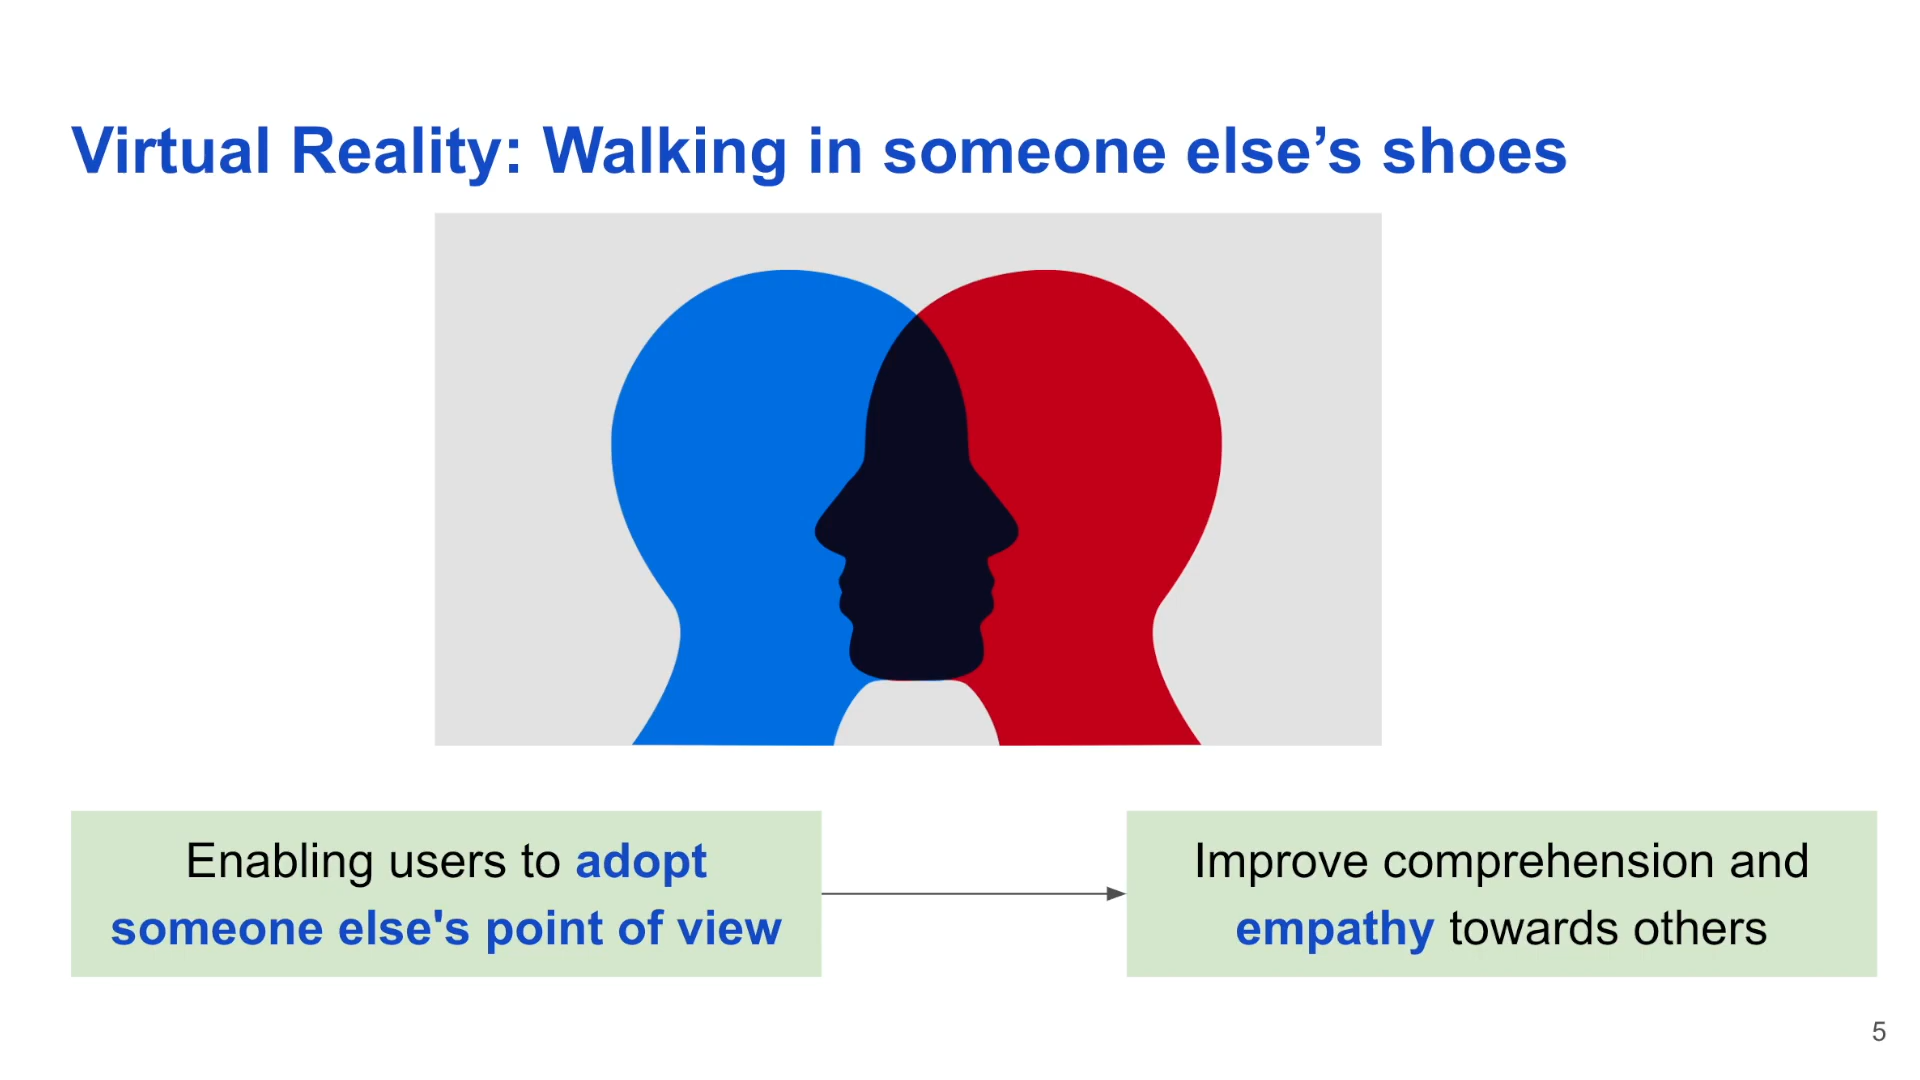 Virtual Reality: Walking in someone else’s shoes
Enabling users to adopt
someone else's point of view
Improve comprehension and
empathy towards others
5